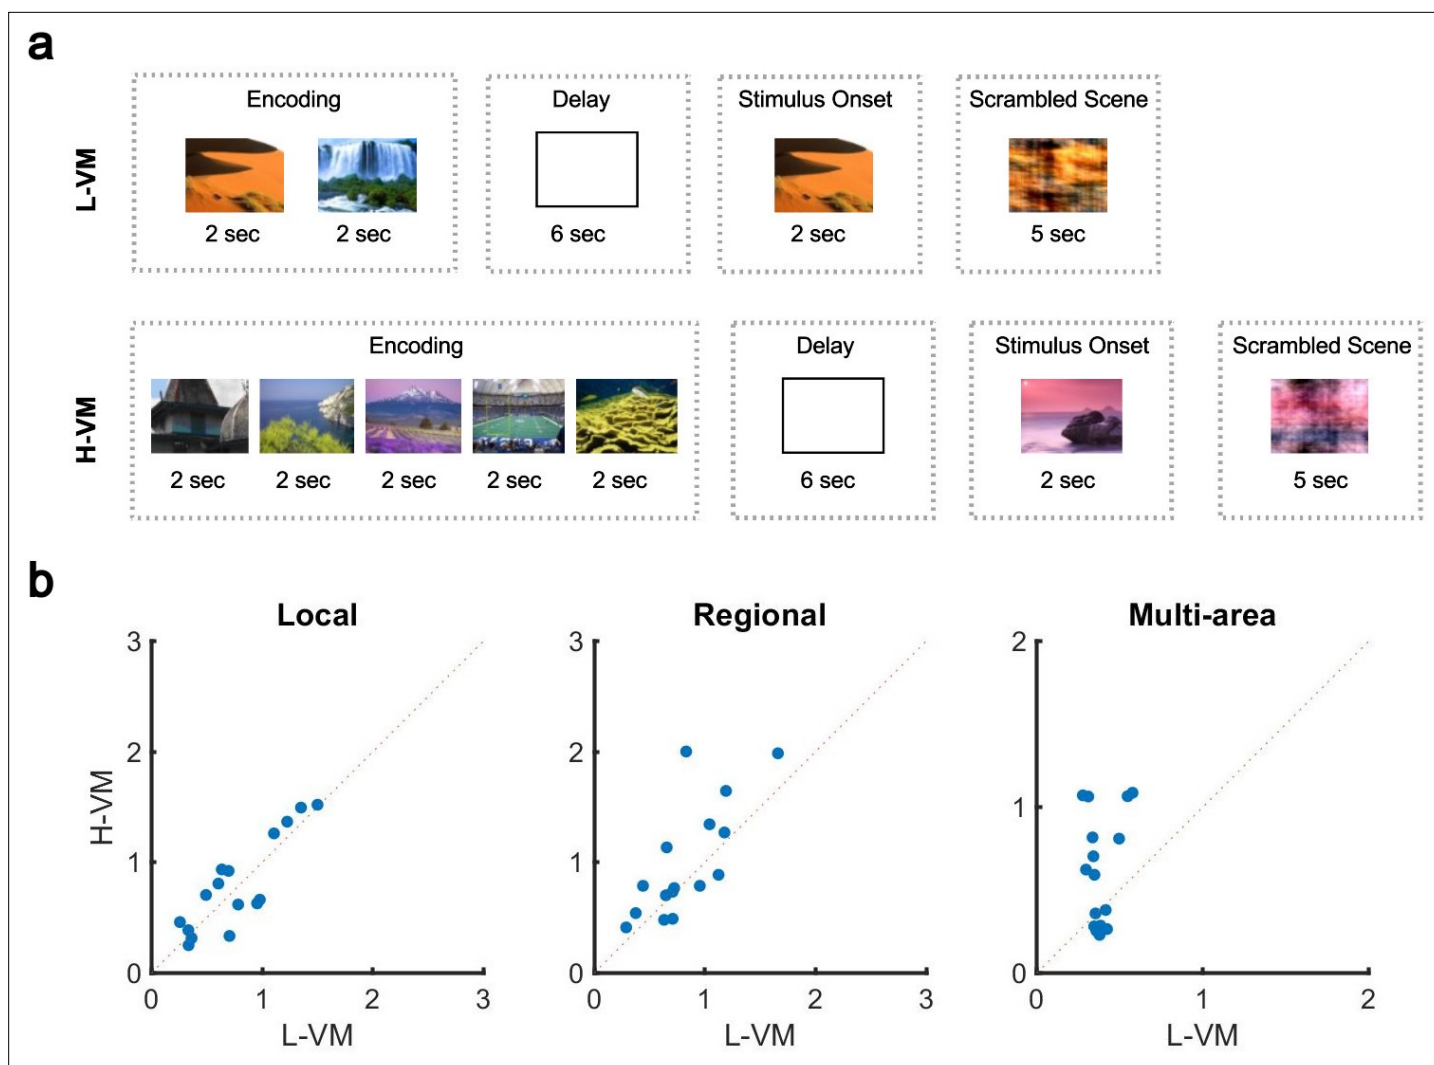 a
L-VM
Encoding
2 sec 2 sec
Delay
6 sec
Stimulus Onset
2 sec
Scrambled Scene
5 sec
H-VM
Encoding
2 sec 2 sec 2 sec 2 sec 2 sec
Delay
6 sec
Stimulus Onset
2 sec
Scrambled Scene
5 sec
b
Local
3
2
1
0
H-VM
0 1 2 3
L-VM
Regional
3
2
1
0
0 1 2 3
L-VM
Multi-area
2
1
0
0 1 2
L-VM